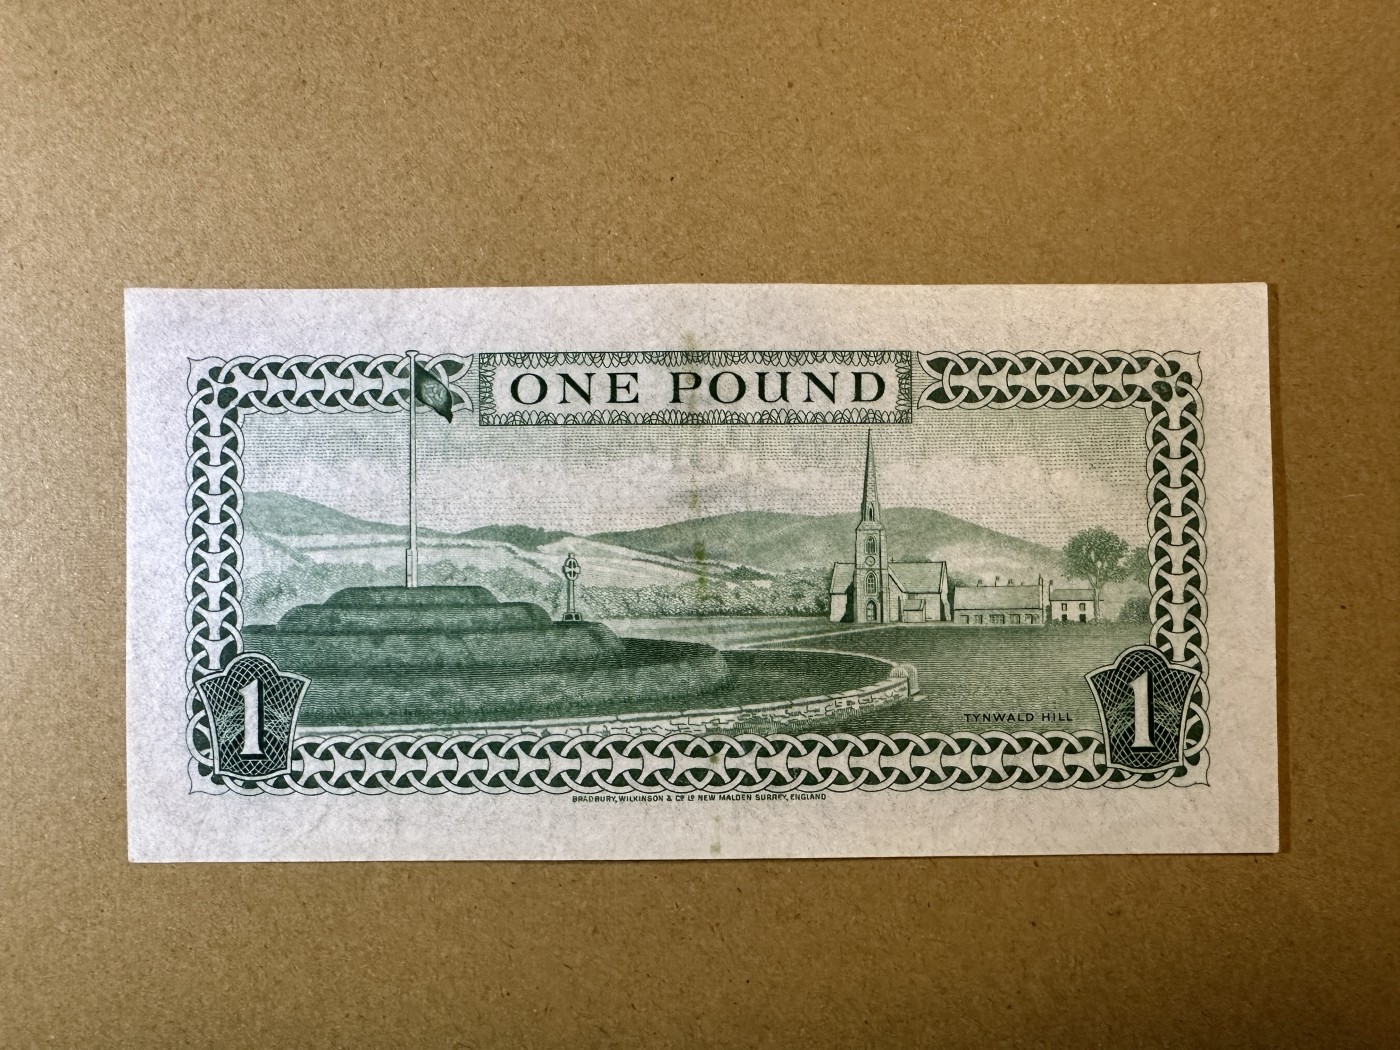 ONE POUND
TYNWALD HILL
1
1
BRADBURY, WILKINSON & Cº Lº NEW MALDEN SURREY, ENGLAND